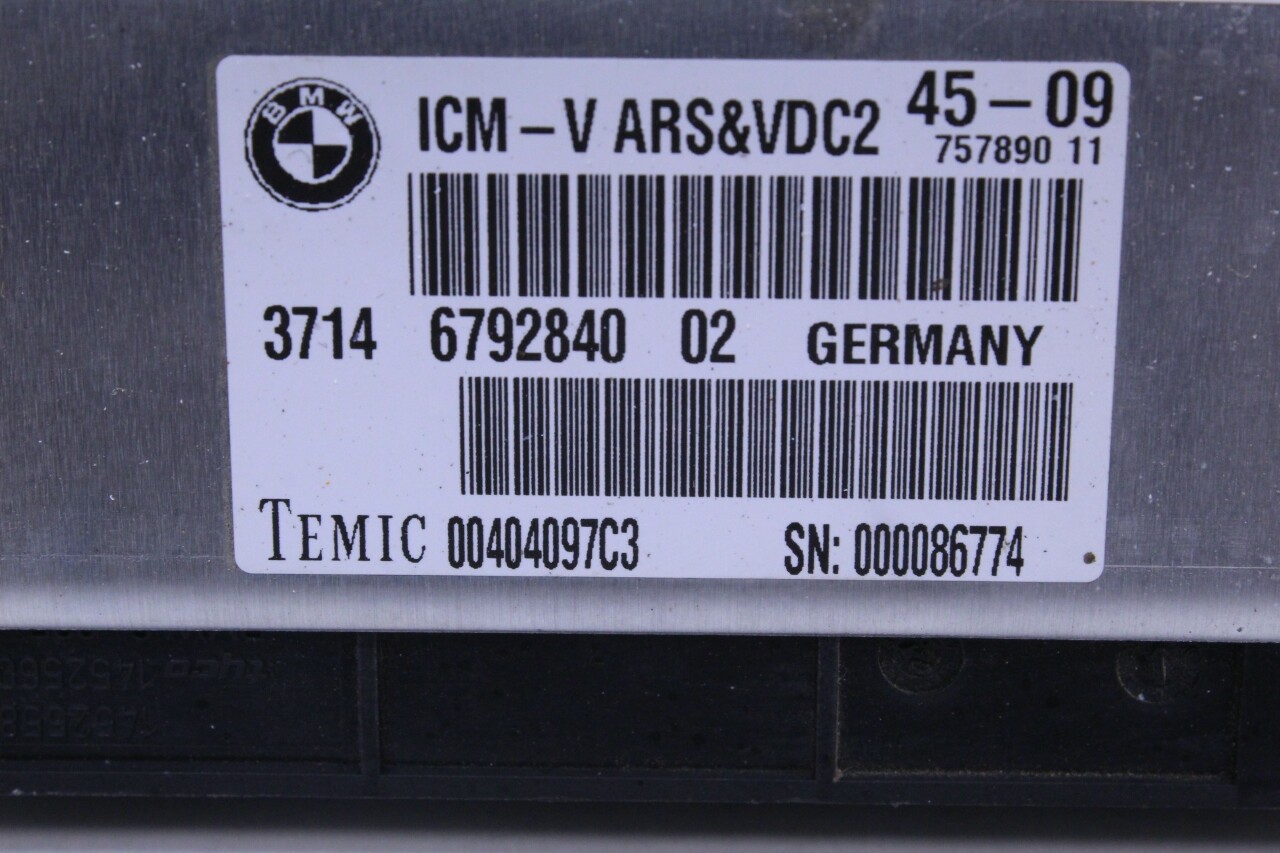 BMW
ICM-V ARS&VDC2 45-09
757890 11
3714 6792840 02 GERMANY
TEMIC 00404097C3 SN: 000086774